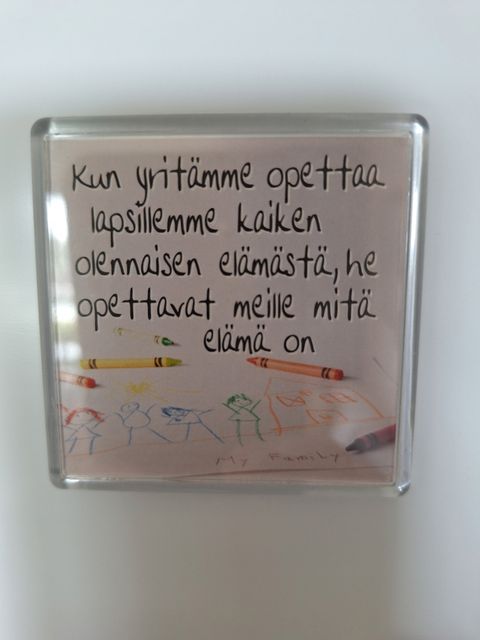 Kun yritämme opettaa
lapsillemme kaiken
olennaisen elämästä, he
opettavat meille mitä
elämä on
My Family